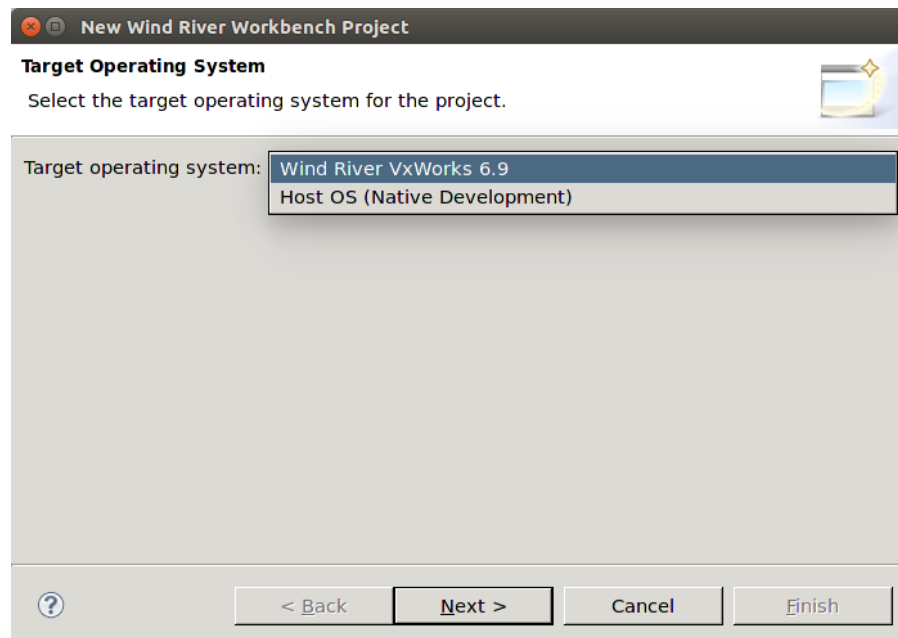 New Wind River Workbench Project
Target Operating System
Select the target operating system for the project.
Target operating system:
Wind River VxWorks 6.9
Host OS (Native Development)
?
< Back
Next >
Cancel
Finish